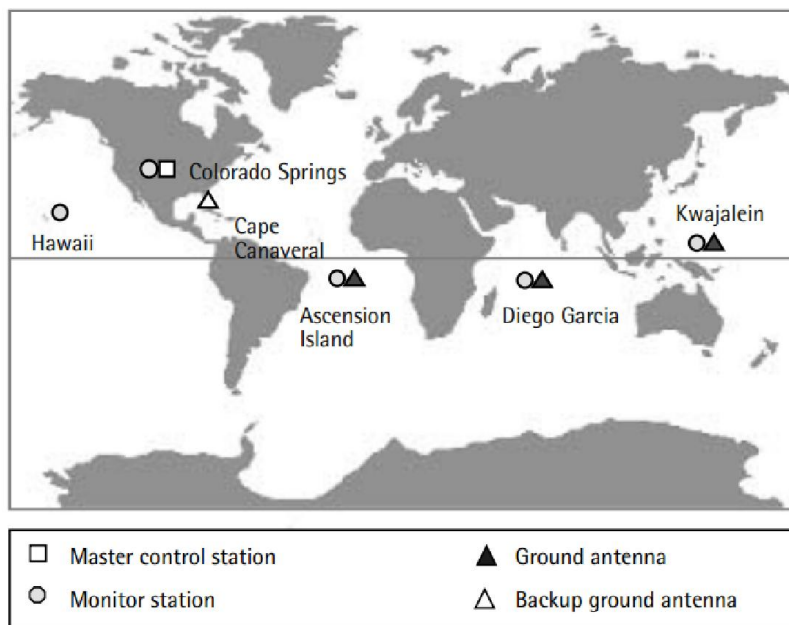 Colorado Springs
Kwajalein
Hawaii
Cape
Canaveral
Ascension
Island
Diego Garcia
Master control station
Ground antenna
Monitor station
Backup ground antenna